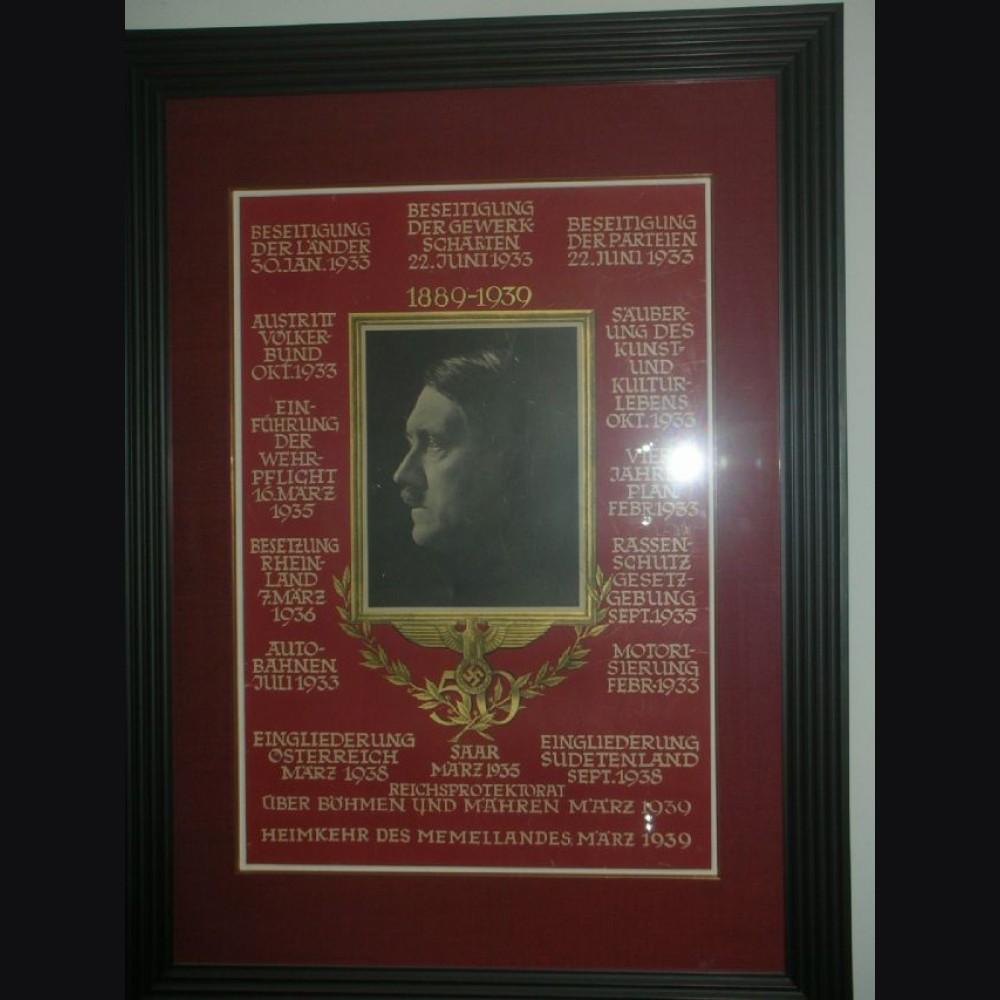 BESEITIGUNG
DER LÄNDER
30.JAN.1933
BESEITIGUNG
DER GEWERK-
SCHAFTEN
22.JUNI 1933
BESEITIGUNG
DER PARTEIEN
22.JUNI 1933
1889-1939
AUSTRITT
VÖLKER-
BUND
OKT.1933
EIN-
FÜHRUNG
DER
WEHR-
PFLICHT
16.MÄRZ
1935
BESETZUNG
RHEIN-
LAND
7.MÄRZ
1936
AUTO-
BAHNEN
JULI 1933
SÄUBER-
UNG DES
KUNST-
UND
KULTUR-
LEBENS
OKT.1933
VIER
JAHRES
PLAN
FEBR.1933
RASSEN-
SCHUTZ
GESETZ-
GEBUNG
SEPT.1935
MOTORI-
SIERUNG
FEBR.1933
50
EINGLIEDERUNG
ÖSTERREICH
MÄRZ 1938
SAAR
MÄRZ 1935
EINGLIEDERUNG
SUDETENLAND
SEPT.1938
REICHSPROTEKTORAT
ÜBER BÖHMEN UND MÄHREN MÄRZ 1939
HEIMKEHR DES MEMELLANDES MÄRZ 1939